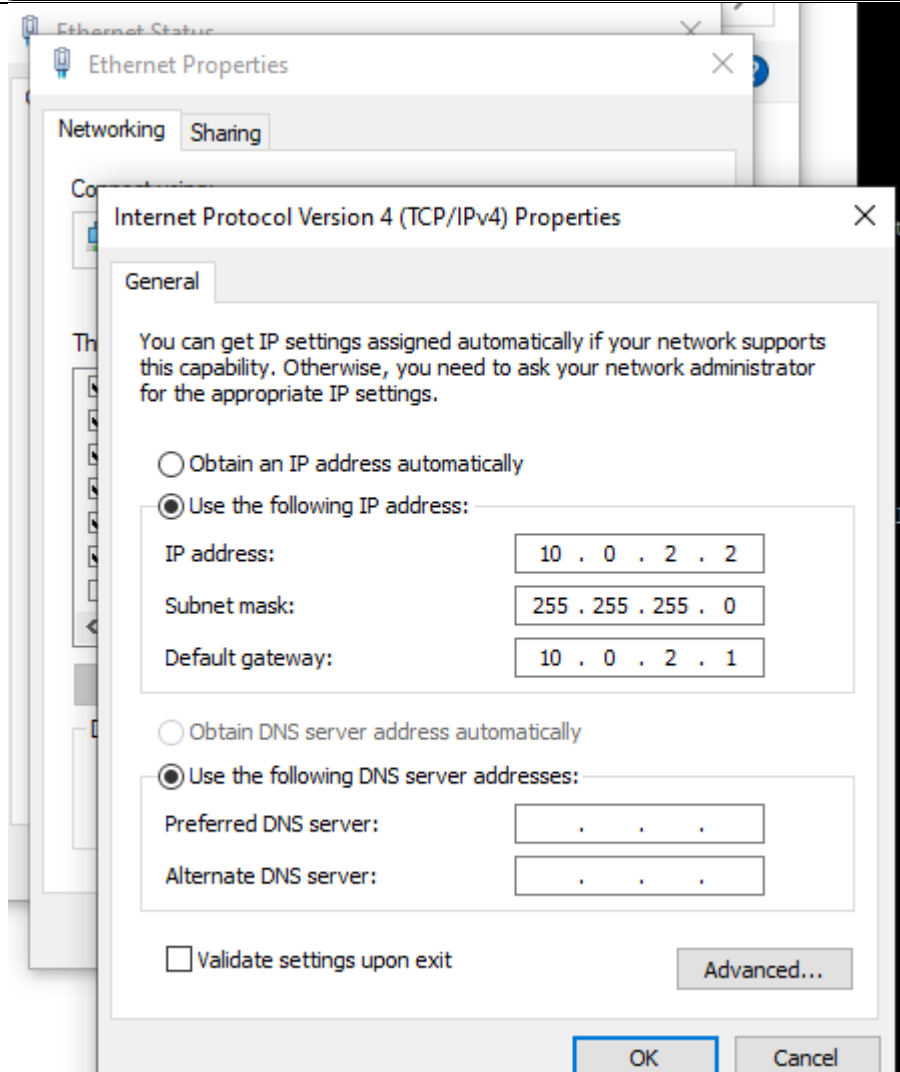 Ethernet Status
Ethernet Properties
Networking
Sharing
Internet Protocol Version 4 (TCP/IPv4) Properties
General
You can get IP settings assigned automatically if your network supports
this capability. Otherwise, you need to ask your network administrator
for the appropriate IP settings.
Obtain an IP address automatically
Use the following IP address:
IP address:
10 . 0 . 2 . 2
Subnet mask:
255 . 255 . 255 . 0
Default gateway:
10 . 0 . 2 . 1
Obtain DNS server address automatically
Use the following DNS server addresses:
Preferred DNS server:
. . .
Alternate DNS server:
. . .
Validate settings upon exit
Advanced...
OK
Cancel